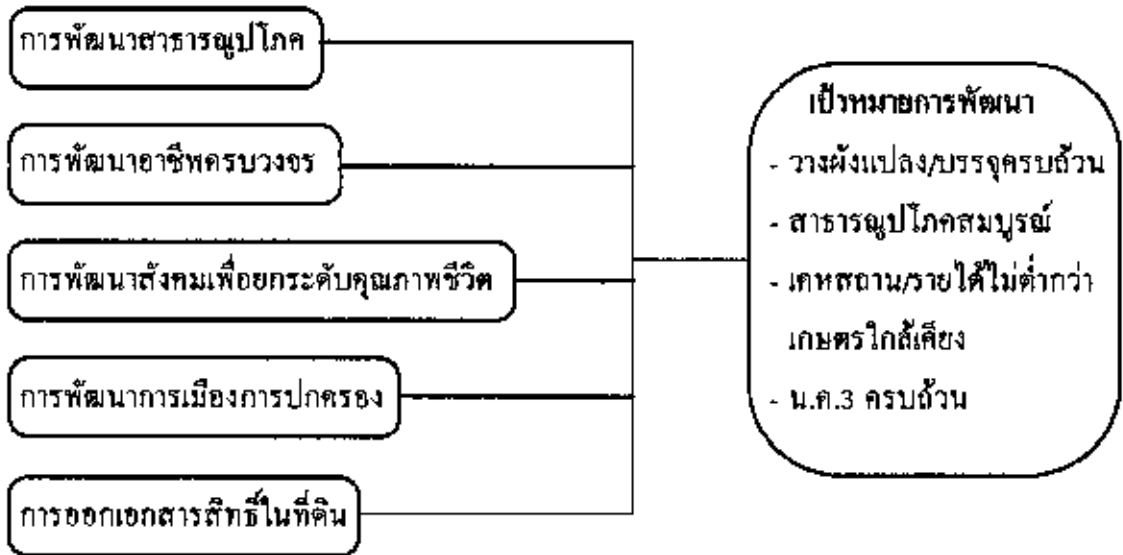 การพัฒนาสาธารณูปโภค
การพัฒนาอาชีพครบวงจร
การพัฒนาสังคมเพื่อยกระดับคุณภาพชีวิต
การพัฒนาการเมืองการปกครอง
การออกเอกสารสิทธิ์ในที่ดิน
เป้าหมายการพัฒนา
- วางผังแปลง/บรรจุครบถ้วน
- สาธารณูปโภคสมบูรณ์
- เคหสถาน/รายได้ไม่ต่ำกว่า
เกษตรใกล้เคียง
- น.ค.3 ครบถ้วน